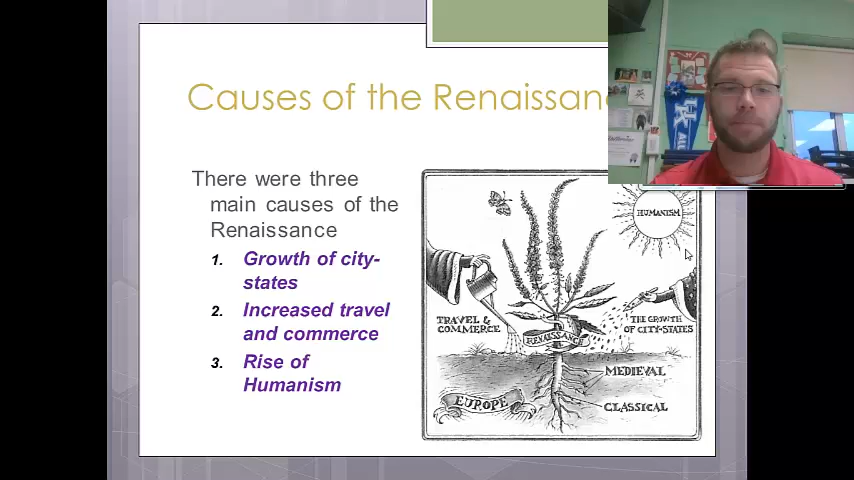 Causes of the Renaissan
There were three
main causes of the
Renaissance
1. Growth of city-
states
2. Increased travel
and commerce
3. Rise of
Humanism
HUMANISM
TRAVEL &
COMMERCE
THE GROWTH
OF CITY-STATES
RENAISSANCE
MEDIEVAL
EUROPE
CLASSICAL